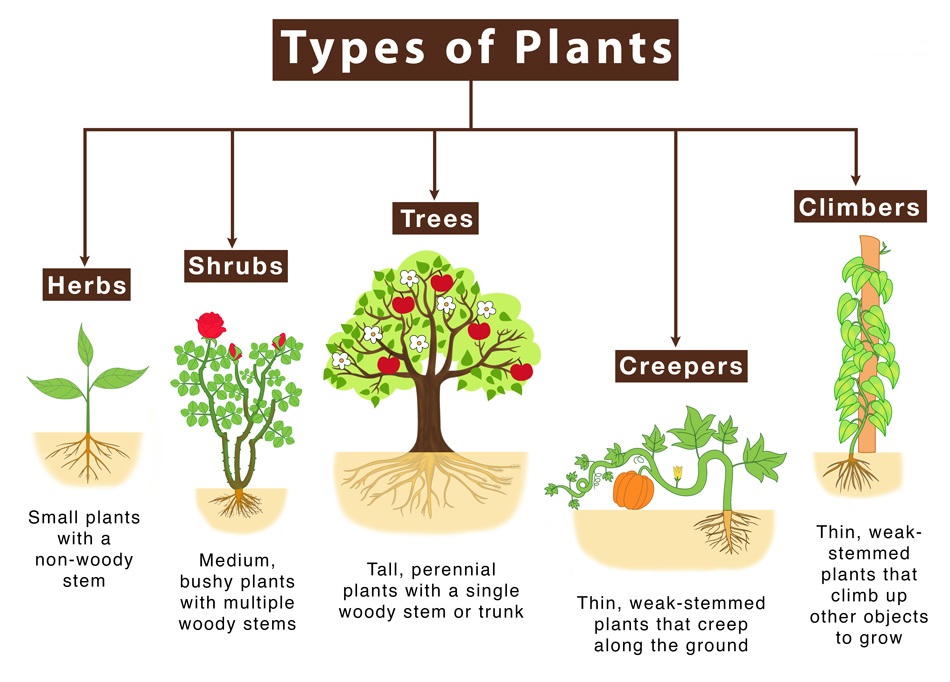 Types of Plants
Herbs
Small plants
with a
non-woody
stem
Shrubs
Medium,
bushy plants
with multiple
woody stems
Trees
Tall, perennial
plants with a single
woody stem or trunk
Creepers
Thin, weak-stemmed
plants that creep
along the ground
Climbers
Thin, weak-
stemmed
plants that
climb up
other objects
to grow